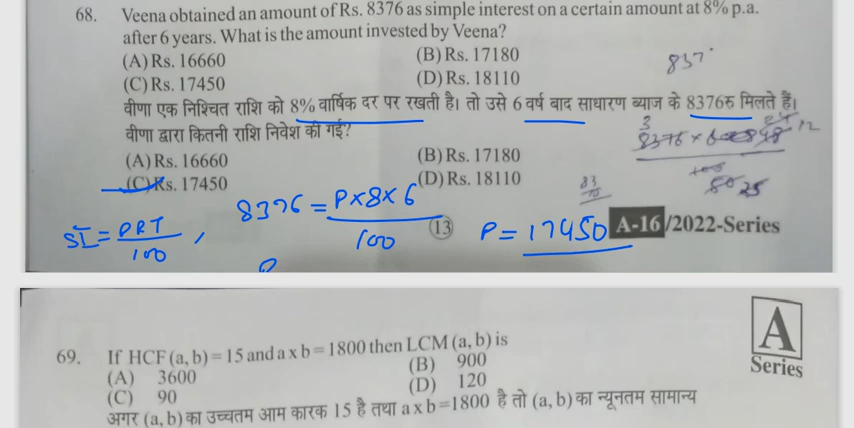 68. Veena obtained an amount of Rs. 8376 as simple interest on a certain amount at 8% p.a.
after 6 years. What is the amount invested by Veena?
(A) Rs. 16660 (B) Rs. 17180
(C) Rs. 17450 (D) Rs. 18110
837
वीणा एक निश्चित राशि को 8% वार्षिक दर पर रखती है। तो उसे 6 वर्ष बाद साधारण ब्याज के 8376रु मिलते हैं।
वीणा द्वारा कितनी राशि निवेश की गई?
(A) Rs. 16660 (B) Rs. 17180
(C) Rs. 17450 (D) Rs. 18110
SI = PRT/100 , 8376 = P×8×6/100 P = 17450
(13) A-16/2022-Series
A
Series
69. If HCF (a, b) = 15 and a x b = 1800 then LCM (a, b) is
(A) 3600 (B) 900
(C) 90 (D) 120
अगर (a, b) का उच्चतम आम कारक 15 है तथा a x b =1800 है तो (a, b) का न्यूनतम सामान्य